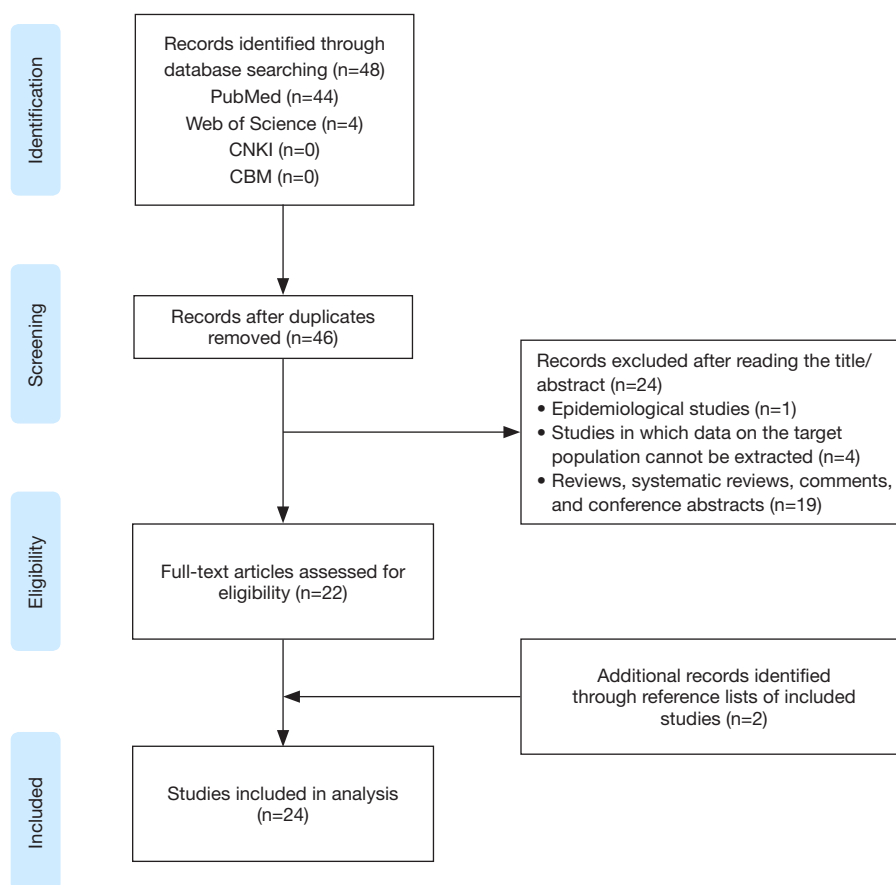 Identification
Records identified through
database searching (n=48)
PubMed (n=44)
Web of Science (n=4)
CNKI (n=0)
CBM (n=0)
Screening
Records after duplicates
removed (n=46)
Records excluded after reading the title/
abstract (n=24)
• Epidemiological studies (n=1)
• Studies in which data on the target
population cannot be extracted (n=4)
• Reviews, systematic reviews, comments,
and conference abstracts (n=19)
Eligibility
Full-text articles assessed for
eligibility (n=22)
Additional records identified
through reference lists of included
studies (n=2)
Included
Studies included in analysis
(n=24)